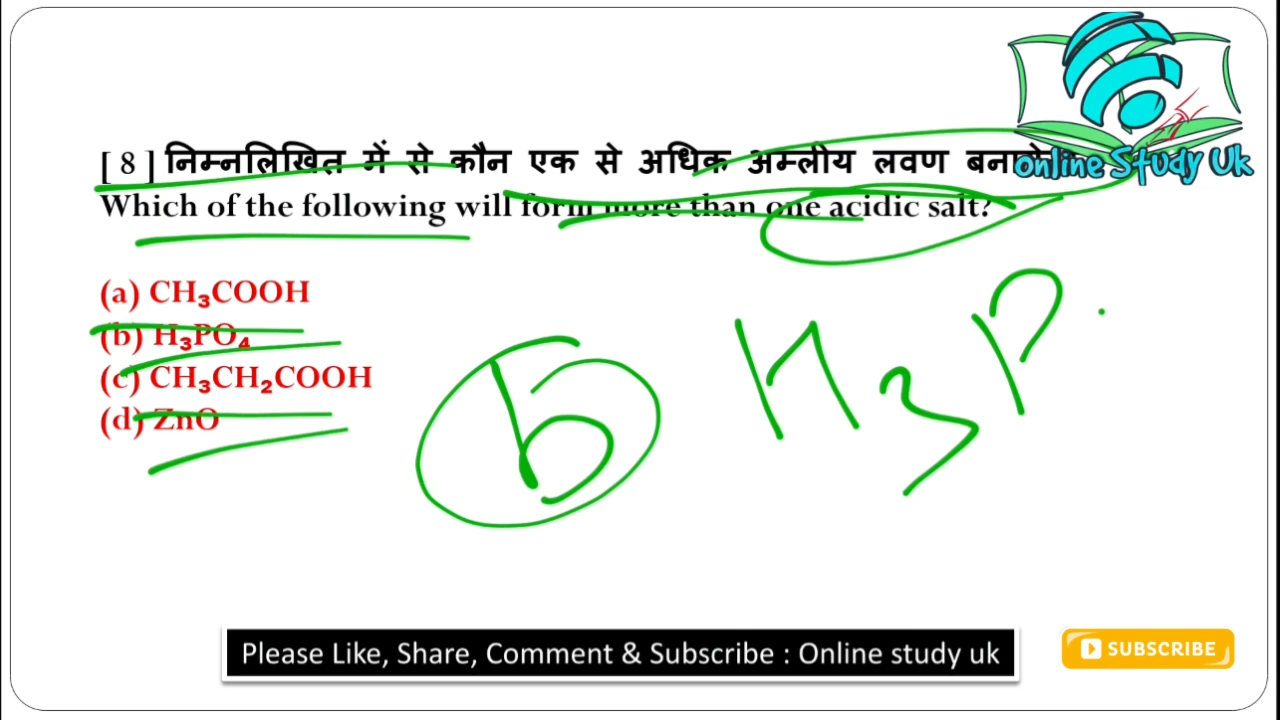 [ 8 ] निम्नलिखित में से कौन एक से अधिक अम्लीय लवण
Which of the following will form more than one acidic salt?
(a) CH₃COOH
(b) H₃PO₄
(c) CH₃CH₂COOH
(d) ZnO
b H3P
online Study Uk
Please Like, Share, Comment & Subscribe : Online study uk
SUBSCRIBE